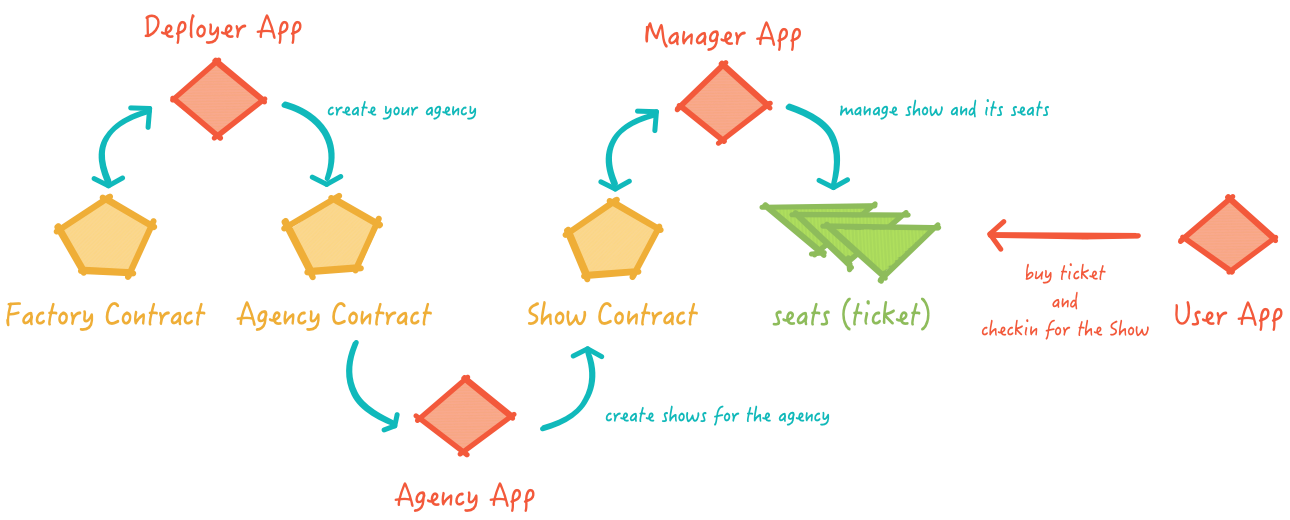 Deployer App
Manager App
create your agency
manage show and its seats
Factory Contract
Agency Contract
Show Contract
seats (ticket)
buy ticket
and
checkin for the Show
User App
create shows for the agency
Agency App